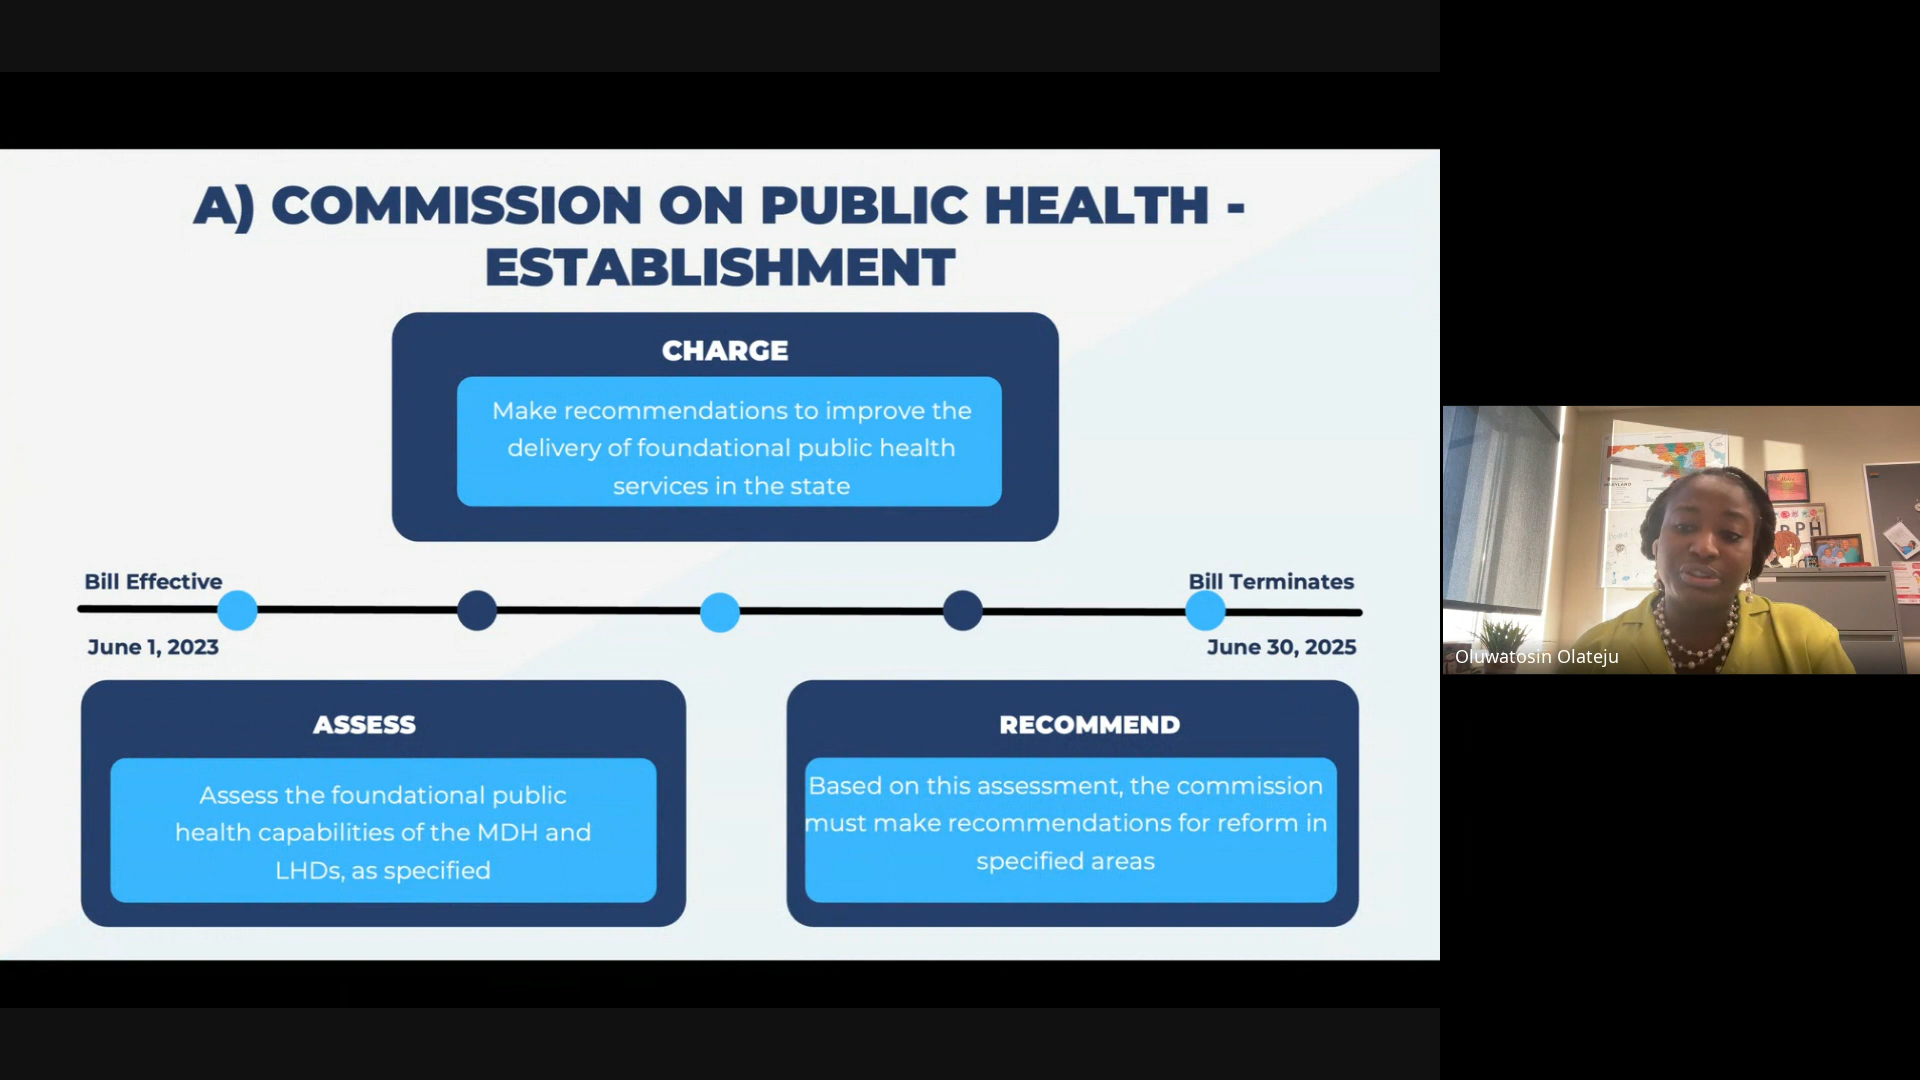 A) COMMISSION ON PUBLIC HEALTH -
ESTABLISHMENT
CHARGE
Make recommendations to improve the
delivery of foundational public health
services in the state
Bill Effective
Bill Terminates
June 1, 2023
June 30, 2025
ASSESS
Assess the foundational public
health capabilities of the MDH and
LHDs, as specified
RECOMMEND
Based on this assessment, the commission
must make recommendations for reform in
specified areas
Oluwatosin Olateju